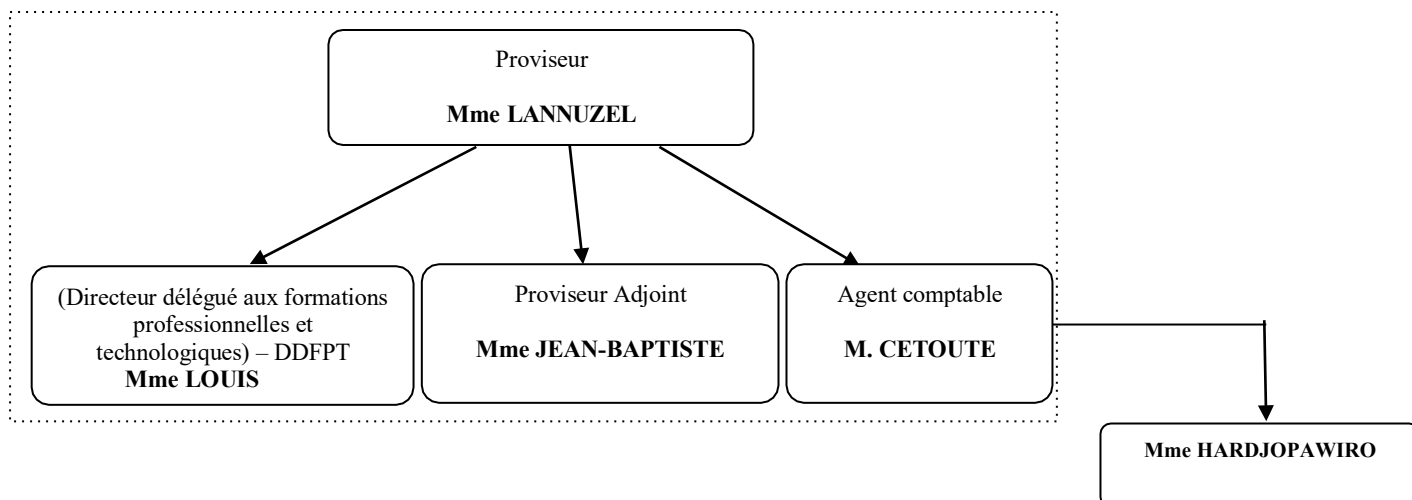 Proviseur
Mme LANNUZEL
(Directeur délégué aux formations
professionnelles et
technologiques) – DDFPT
Mme LOUIS
Proviseur Adjoint
Mme JEAN-BAPTISTE
Agent comptable
M. CETOUTE
Mme HARDJOPAWIRO